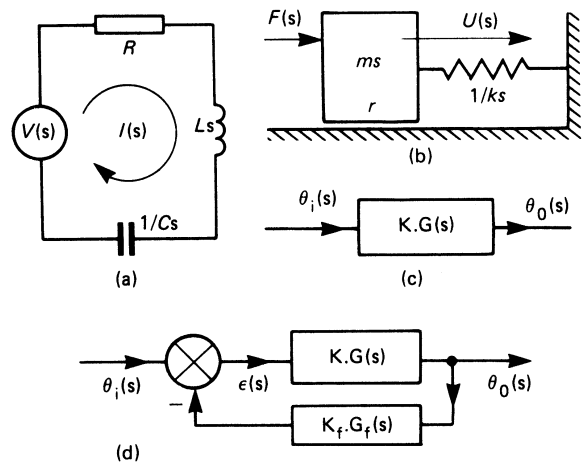 R
V(s)
I(s)
Ls
1/Cs
(a)
F(s)
U(s)
ms
r
1/ks
(b)
θi(s)
K.G(s)
θ0(s)
(c)
θi(s)
ϵ(s)
K.G(s)
θ0(s)
−
Kf.Gf(s)
(d)